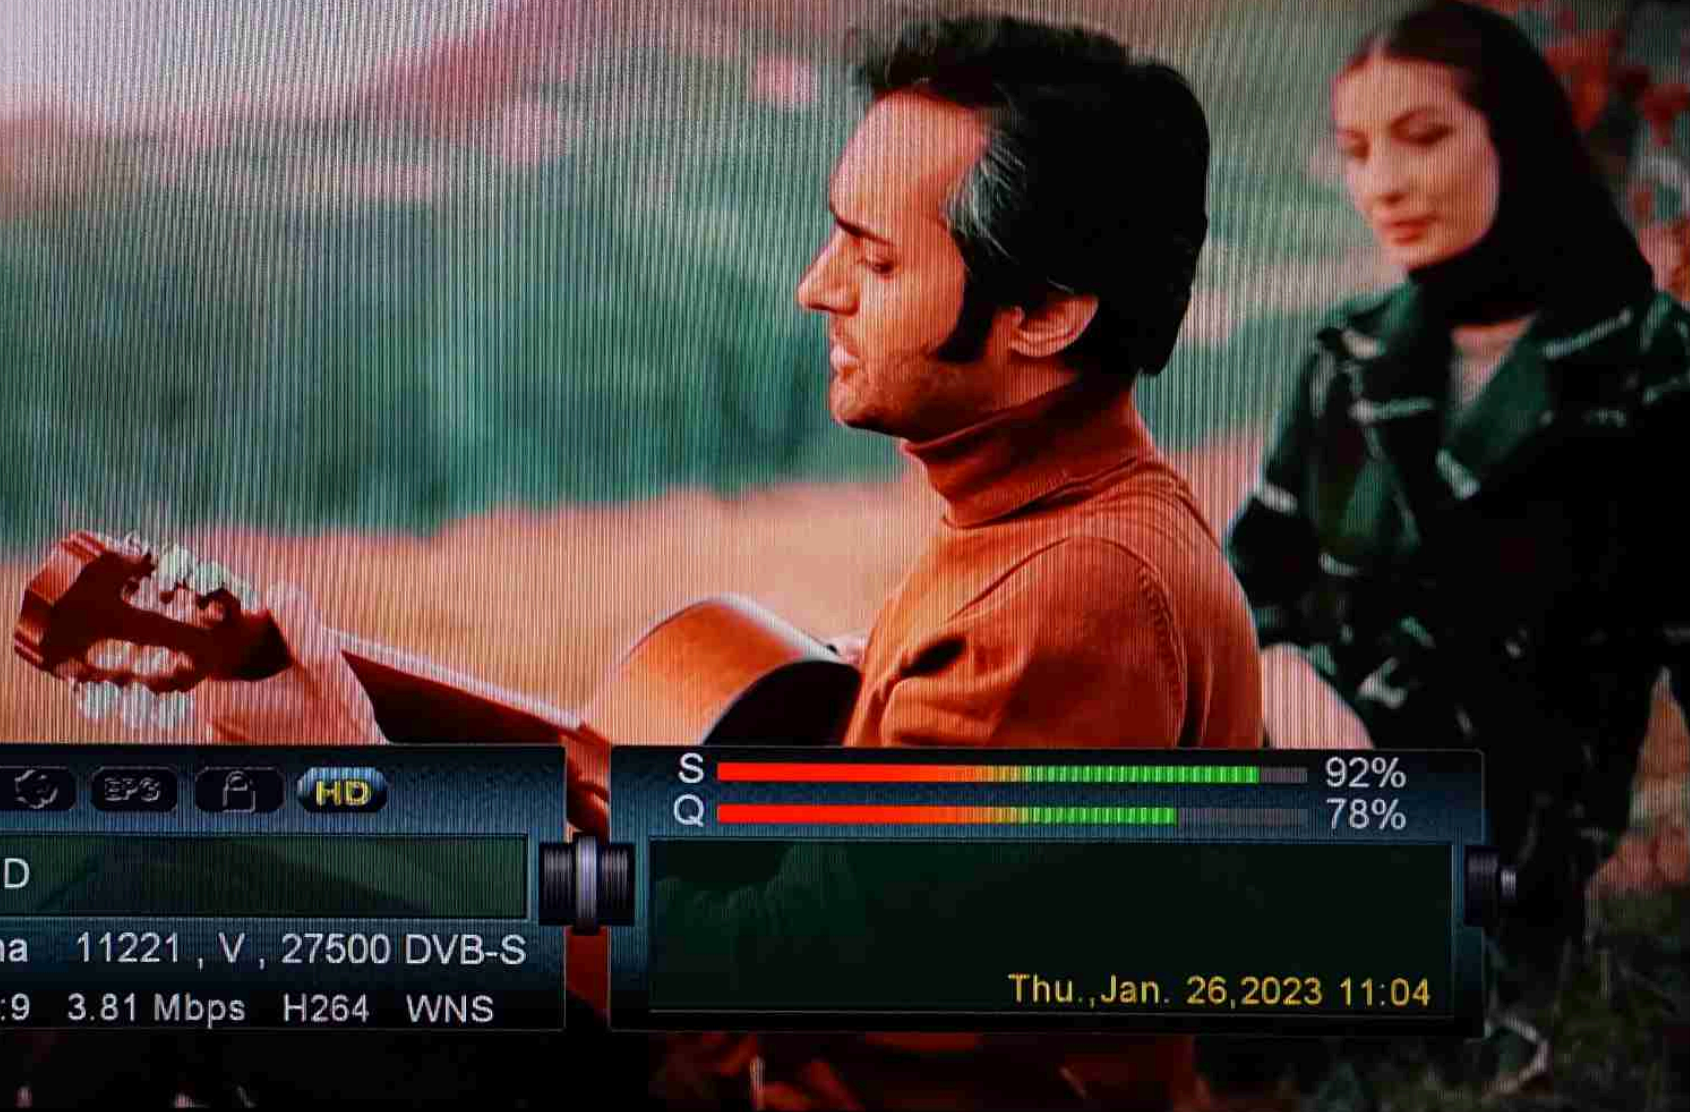 EPG HD
S 92%
Q 78%
D
na 11221 , V , 27500 DVB-S
:9 3.81 Mbps H264 WNS
Thu.,Jan. 26,2023 11:04